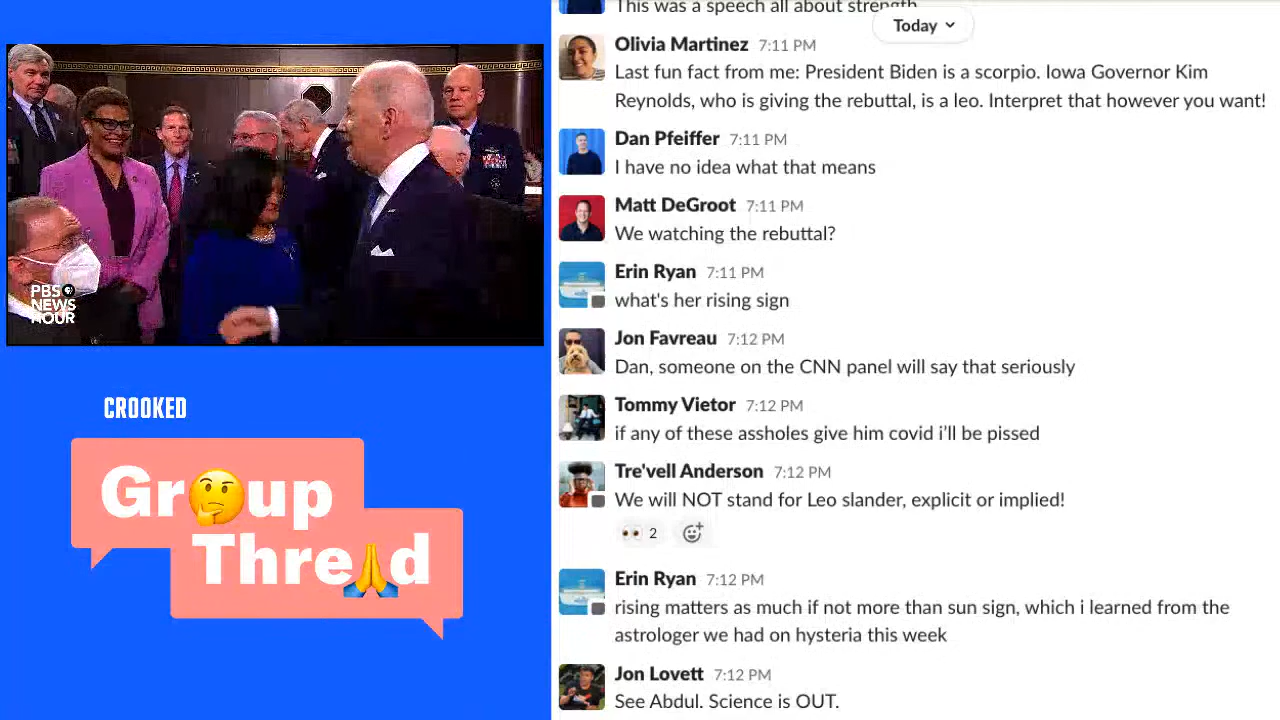 PBS
NEWS
HOUR
CROOKED
Gr🤔up
Thre🙏d
This was a speech all about strength
Today
Olivia Martinez 7:11 PM
Last fun fact from me: President Biden is a scorpio. Iowa Governor Kim
Reynolds, who is giving the rebuttal, is a leo. Interpret that however you want!
Dan Pfeiffer 7:11 PM
I have no idea what that means
Matt DeGroot 7:11 PM
We watching the rebuttal?
Erin Ryan 7:11 PM
what's her rising sign
Jon Favreau 7:12 PM
Dan, someone on the CNN panel will say that seriously
Tommy Vietor 7:12 PM
if any of these assholes give him covid i'll be pissed
Tre'vell Anderson 7:12 PM
We will NOT stand for Leo slander, explicit or implied!
2
Erin Ryan 7:12 PM
rising matters as much if not more than sun sign, which i learned from the
astrologer we had on hysteria this week
Jon Lovett 7:12 PM
See Abdul. Science is OUT.